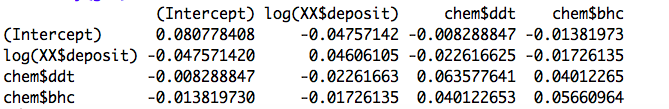 (Intercept) log(XX$deposit) chem$ddt chem$bhc
(Intercept) 0.080778408 -0.04757142 -0.008288847 -0.01381973
log(XX$deposit) -0.047571420 0.04606105 -0.022616625 -0.01726135
chem$ddt -0.008288847 -0.02261663 0.063577641 0.04012265
chem$bhc -0.013819730 -0.01726135 0.040122653 0.05660964